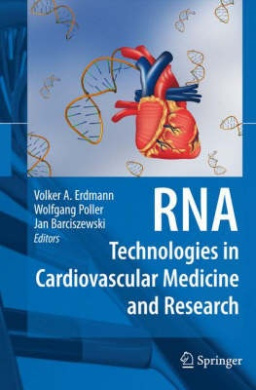 Volker A. Erdmann
Wolfgang Poller
Jan Barciszewski
Editors
RNA
Technologies in
Cardiovascular Medicine
and Research
Springer